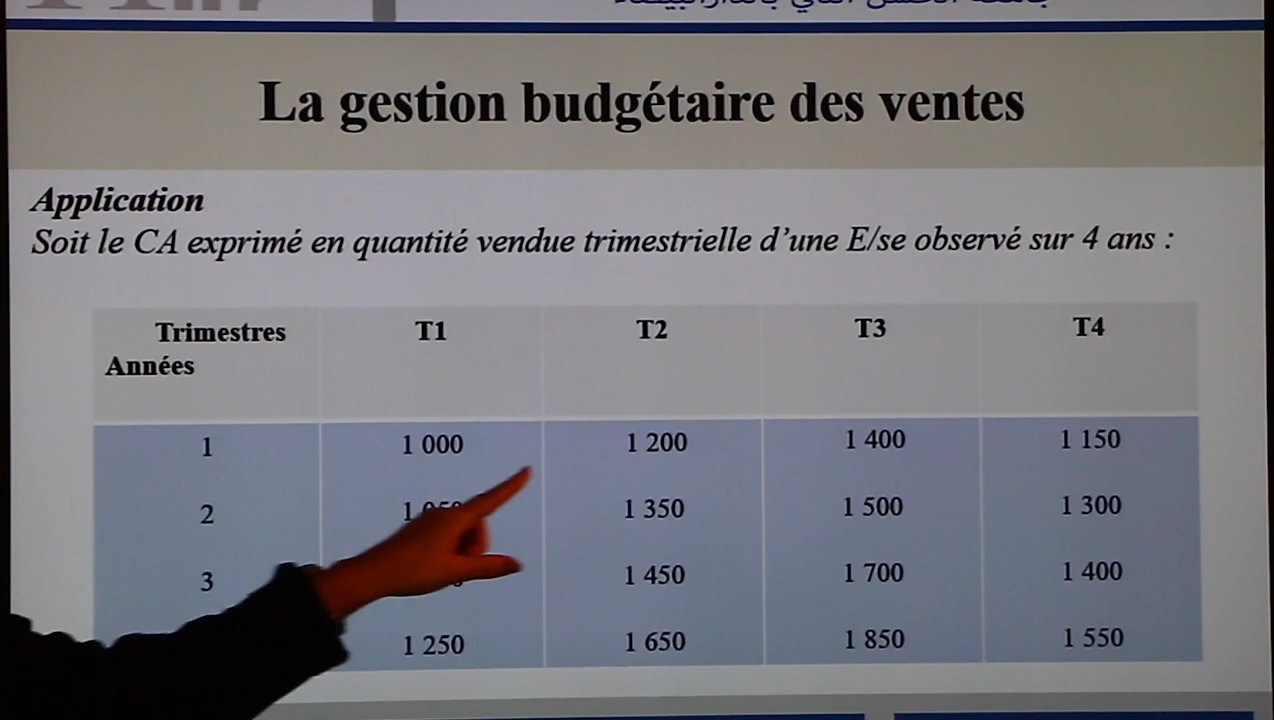 La gestion budgétaire des ventes
Application
Soit le CA exprimé en quantité vendue trimestrielle d’une E/se observé sur 4 ans :
Trimestres T1 T2 T3 T4
Années
1 1 000 1 200 1 400 1 150
2 1 350 1 500 1 300
3 1 450 1 700 1 400
1 250 1 650 1 850 1 550